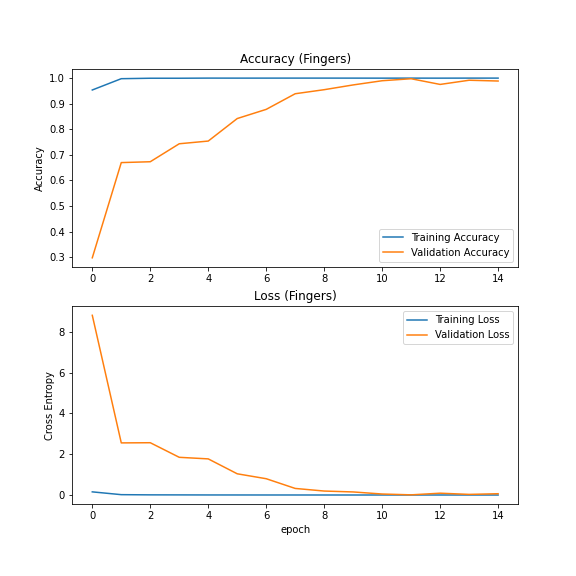 Accuracy (Fingers)
1.0
0.9
0.8
0.7
0.6
0.5
0.4
0.3
Accuracy
Training Accuracy
Validation Accuracy
0 2 4 6 8 10 12 14
Loss (Fingers)
8
6
4
2
0
Cross Entropy
Training Loss
Validation Loss
0 2 4 6 8 10 12 14
epoch